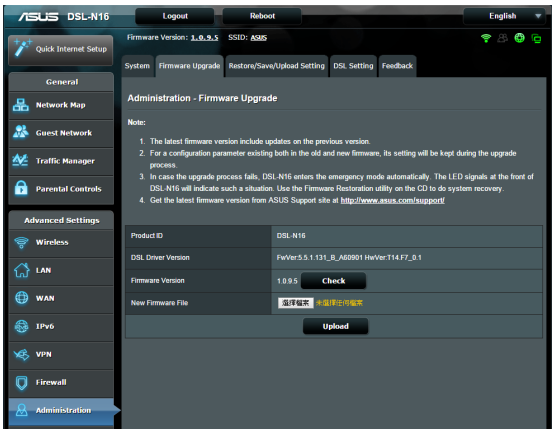 ASUS DSL-N16 Logout Reboot English
Firmware Version: 1.0.9.5 SSID: ASUS
Quick Internet Setup
System Firmware Upgrade Restore/Save/Upload Setting DSL Setting Feedback
General
Network Map
Guest Network
Traffic Manager
Parental Controls
Advanced Settings
Wireless
LAN
WAN
IPv6
VPN
Firewall
Administration
Administration - Firmware Upgrade
Note:
1. The latest firmware version include updates on the previous version.
2. For a configuration parameter existing both in the old and new firmware, its setting will be kept during the upgrade
process.
3. In case the upgrade process fails, DSL-N16 enters the emergency mode automatically. The LED signals at the front of
DSL-N16 will indicate such a situation. Use the Firmware Restoration utility on the CD to do system recovery.
4. Get the latest firmware version from ASUS Support site at http://www.asus.com/support/
Product ID DSL-N16
DSL Driver Version FwVer:5.5.1.131_B_A60901 HwVer:T14.F7_0.1
Firmware Version 1.0.9.5 Check
New Firmware File 選擇檔案 未選擇任何檔案
Upload